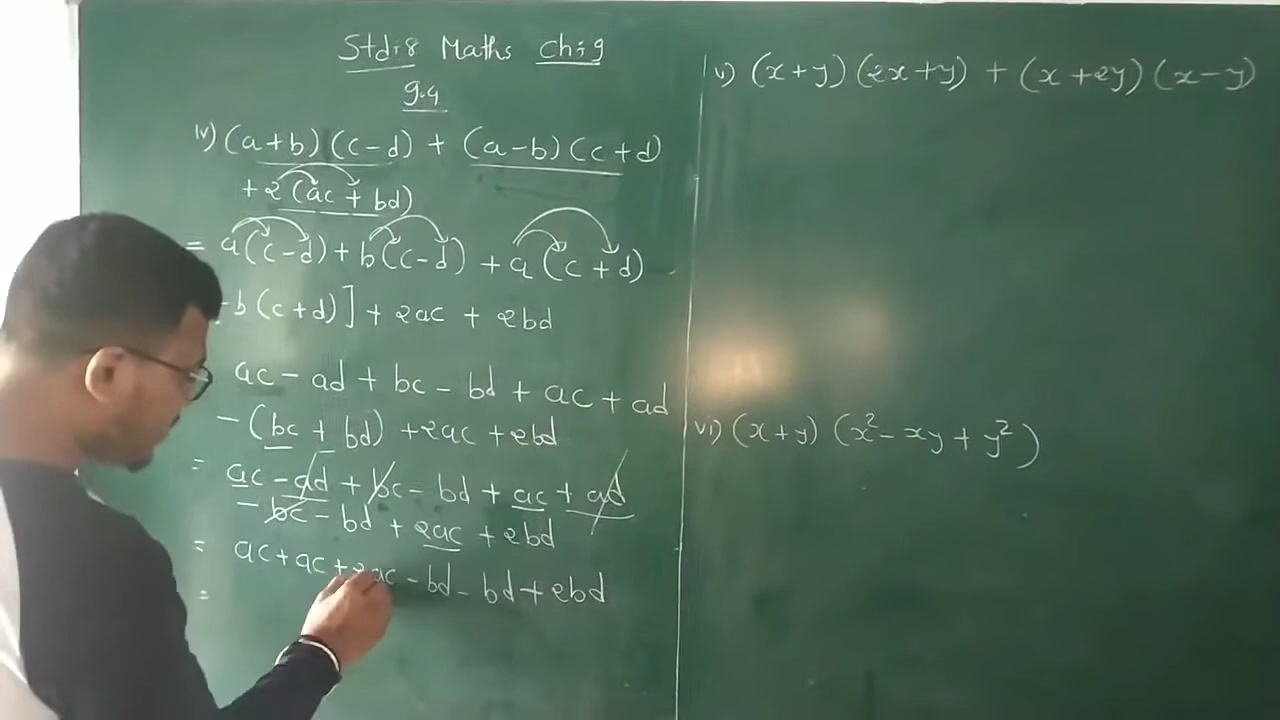 Std:8 Maths Ch:9
9.4
iv) (a+b)(c-d) + (a-b)(c+d)
+ 2(ac + bd)
= a(c-d) + b(c-d) + a(c+d)
-b(c+d)] + 2ac + 2bd
ac - ad + bc - bd + ac + ad
- (bc + bd) + 2ac + 2bd
= ac - ad + bc - bd + ac + ad
- bc - bd + 2ac + 2bd
= ac + ac + 2ac - bd - bd + 2bd
=
v) (x+y)(2x+y) + (x+2y)(x-y)
vi) (x+y)(x²-xy+y²)